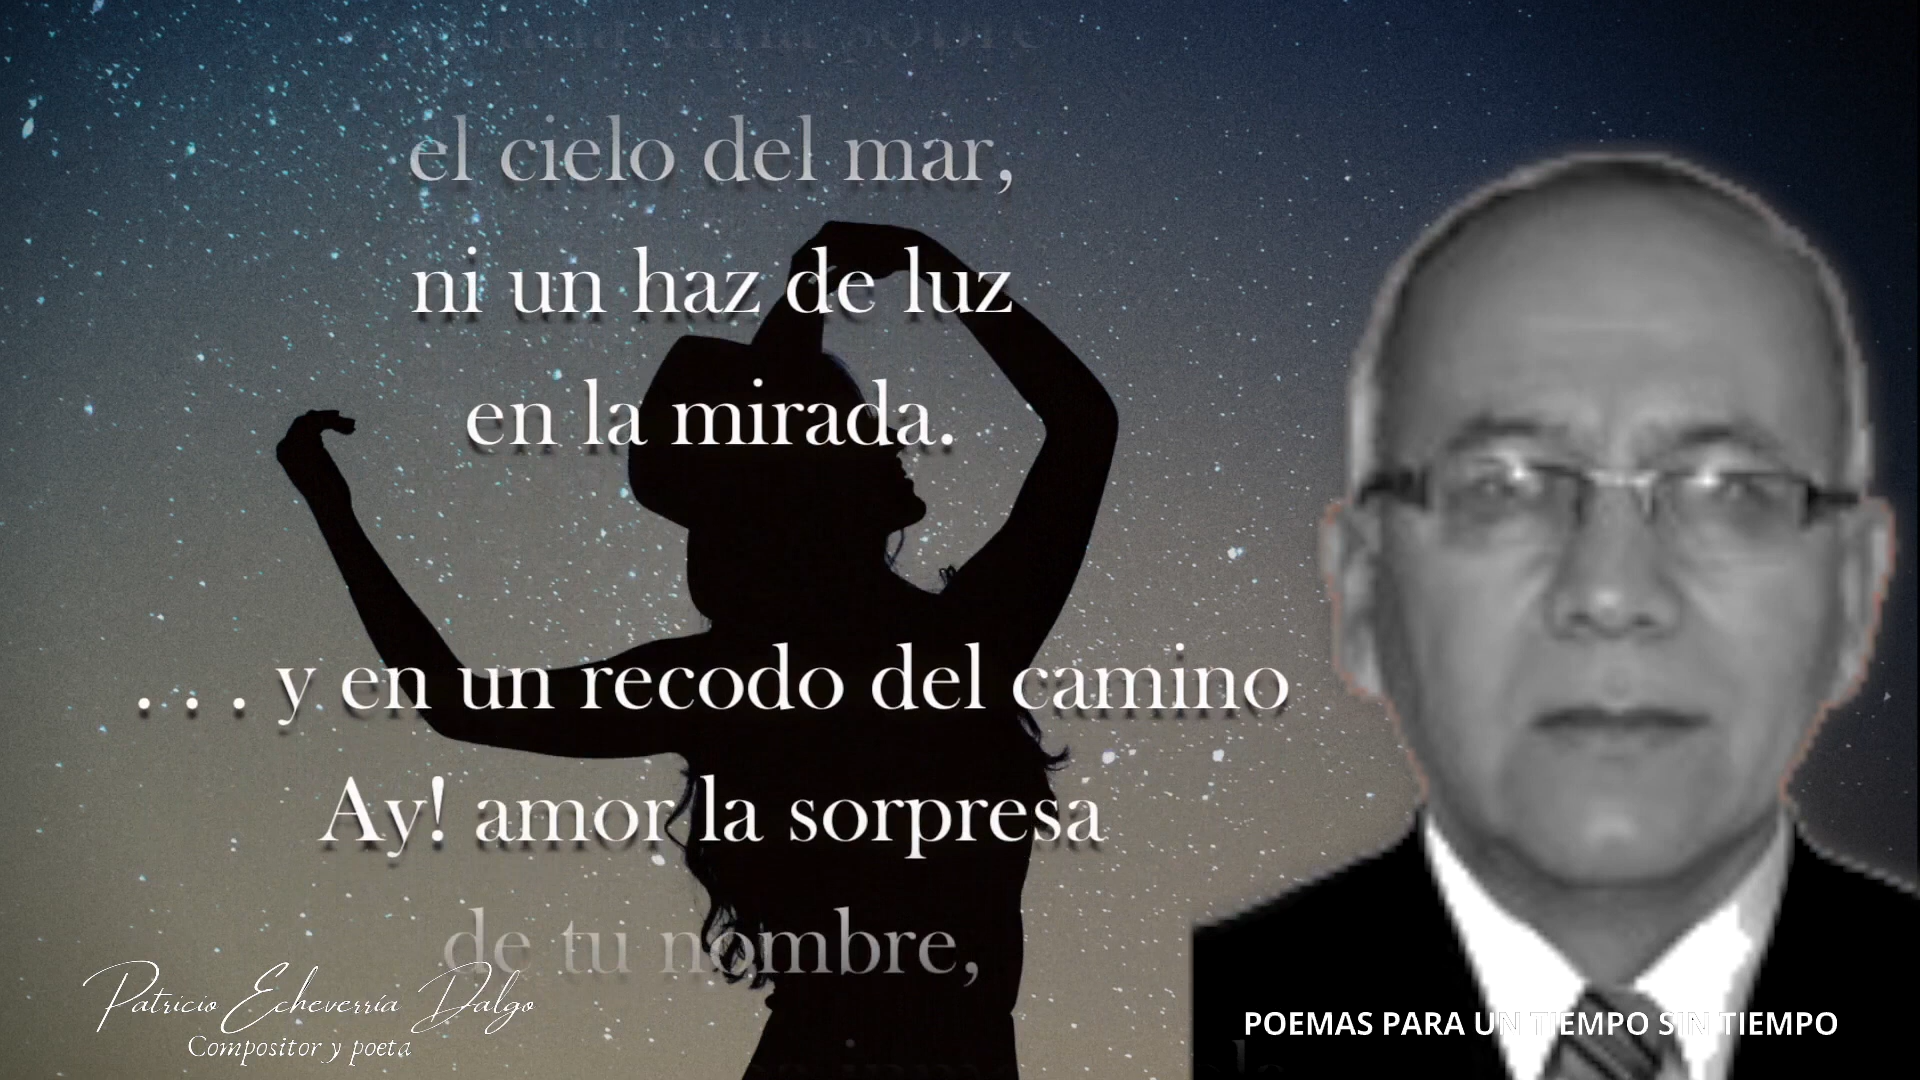 sobre
el cielo del mar,
ni un haz de luz
en la mirada.
. . . y en un recodo del camino
Ay! amor la sorpresa
de tu nombre,
Patricio Echeverría Dalgo
Compositor y poeta
POEMAS PARA UN TIEMPO SIN TIEMPO